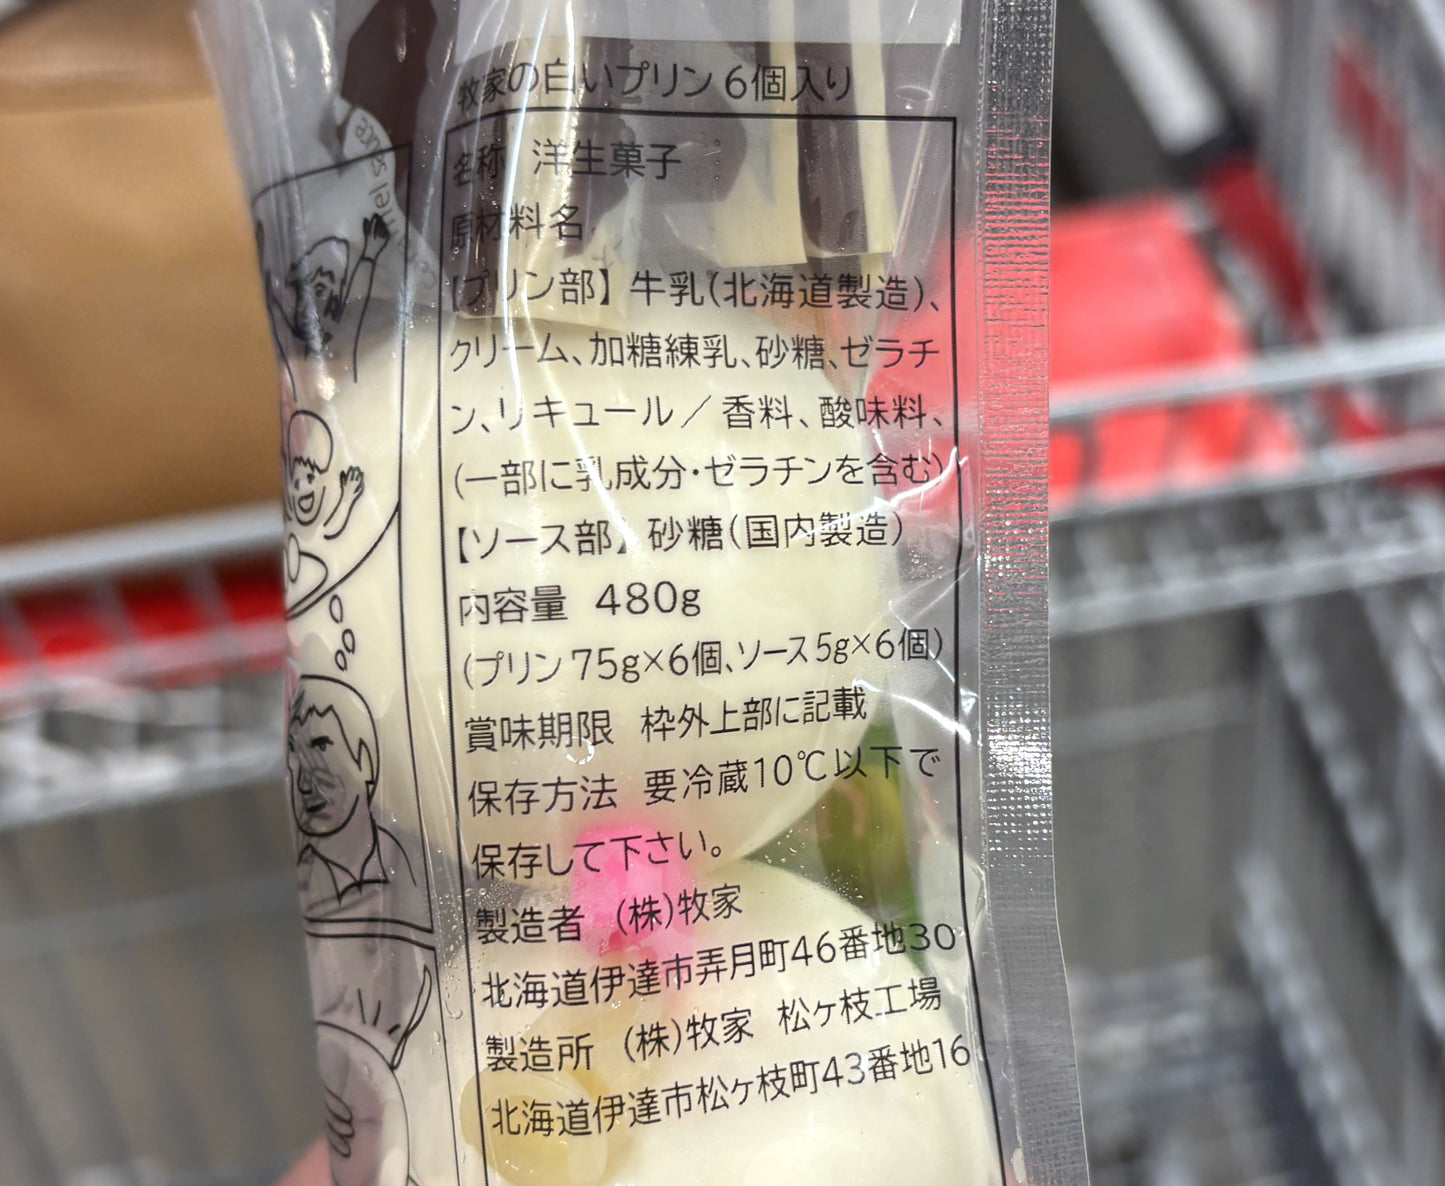 牧家の白いプリン6個入り
名称 洋生菓子
原材料名
【プリン部】牛乳(北海道製造)、
クリーム、加糖練乳、砂糖、ゼラチ
ン、リキュール／香料、酸味料、
(一部に乳成分・ゼラチンを含む)
【ソース部】砂糖(国内製造)
内容量 480g
(プリン75g×6個、ソース5g×6個)
賞味期限 枠外上部に記載
保存方法 要冷蔵10℃以下で
保存して下さい。
製造者 (株)牧家
北海道伊達市弄月町46番地30
製造所 (株)牧家 松ヶ枝工場
北海道伊達市松ヶ枝町43番地16